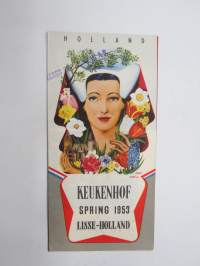 HOLLAND
KEUKENHOF
SPRING 1953
LISSE-HOLLAND